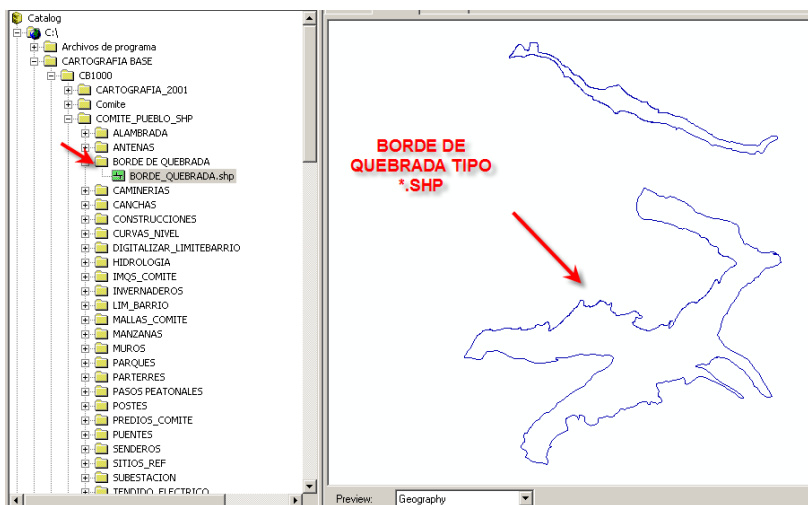 Catalog
C:\
Archivos de programa
CARTOGRAFIA BASE
CB1000
CARTOGRAFIA_2001
Comite
COMITE_PUEBLO_SHP
ALAMBRADA
ANTENAS
BORDE DE QUEBRADA
BORDE_QUEBRADA.shp
CAMINERIAS
CANCHAS
CONSTRUCCIONES
CURVAS_NIVEL
DIGITALIZAR_LIMITEBARRIO
HIDROLOGIA
IMQS_COMITE
INVERNADEROS
LIM_BARRIO
MALLAS_COMITE
MANZANAS
MUROS
PARQUES
PARTERRES
PASOS PEATONALES
POSTES
PREDIOS_COMITE
PUENTES
SENDEROS
SITIOS_REF
SUBESTACION
TENDIDO_ELECTRICO
BORDE DE
QUEBRADA TIPO
*.SHP
Preview:
Geography